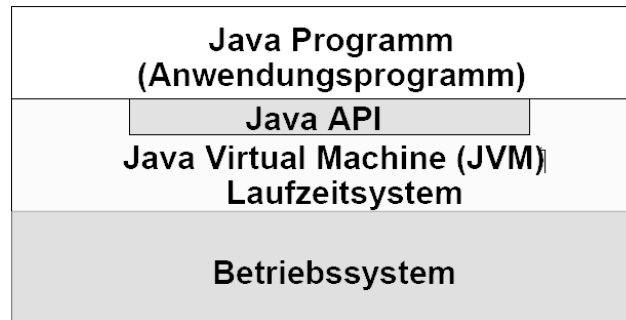 Java Programm
(Anwendungsprogramm)
Java API
Java Virtual Machine (JVM)
Laufzeitsystem
Betriebssystem